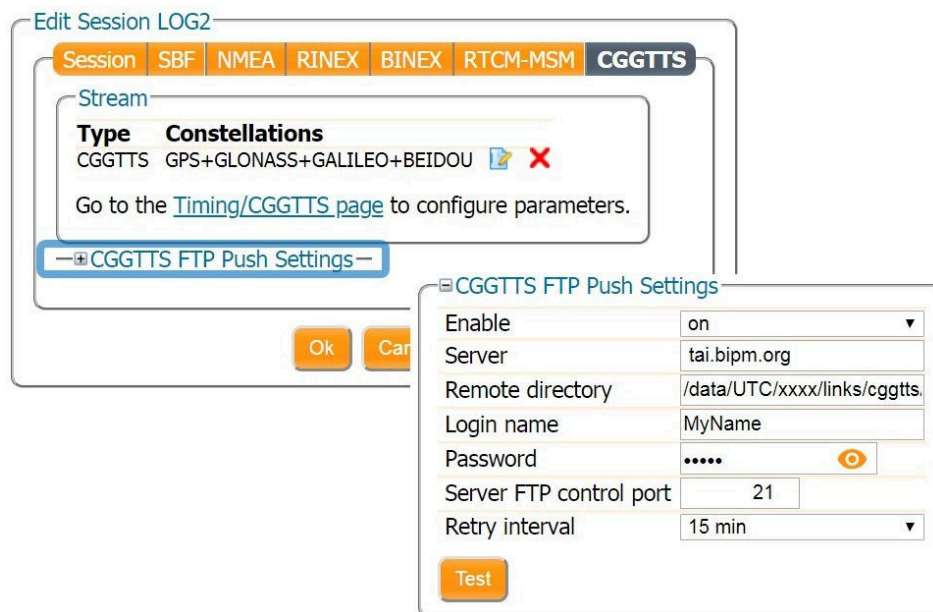 Edit Session LOG2
Session SBF NMEA RINEX BINEX RTCM-MSM CGGTTS
Stream
Type Constellations
CGGTTS GPS+GLONASS+GALILEO+BEIDOU
Go to the Timing/CGGTTS page to configure parameters.
CGGTTS FTP Push Settings
Ok
CGGTTS FTP Push Settings
Enable on
Server tai.bipm.org
Remote directory /data/UTC/xxxx/links/cggtts
Login name MyName
Password •••••
Server FTP control port 21
Retry interval 15 min
Test